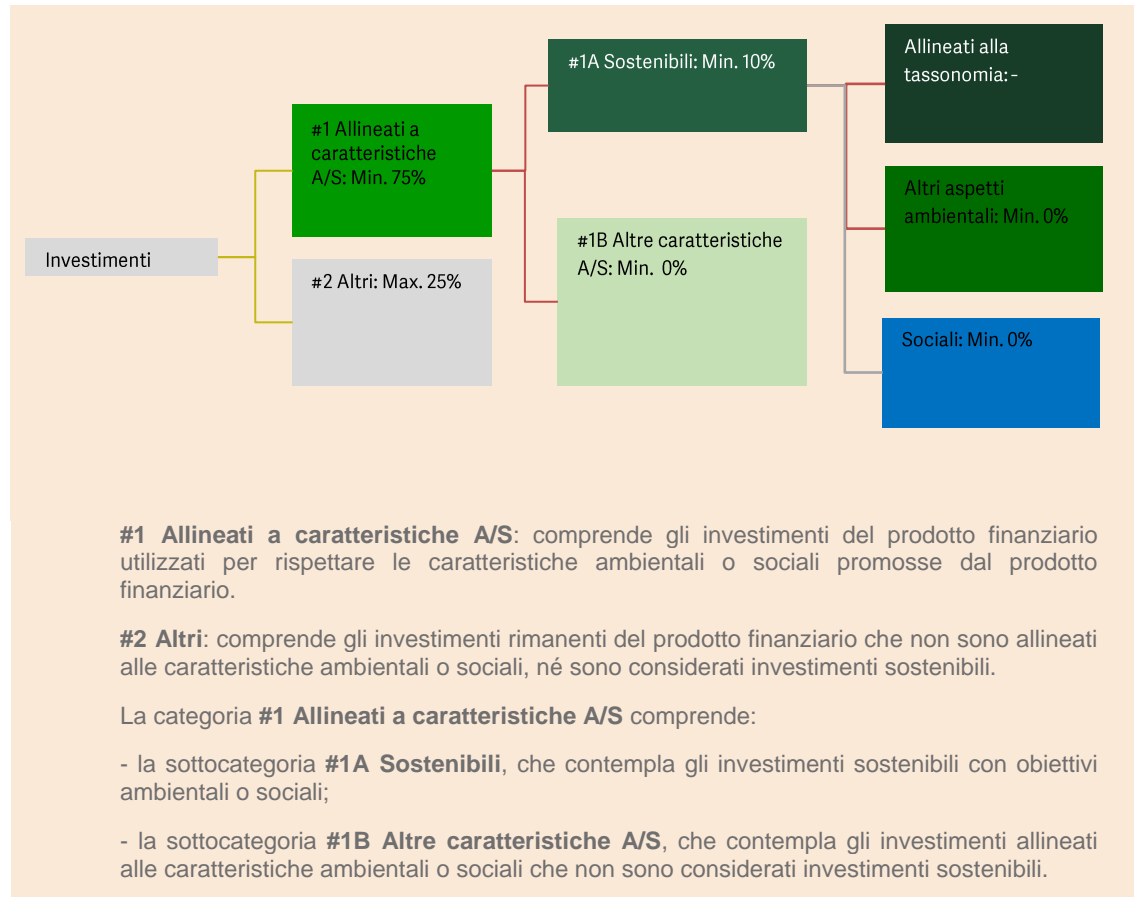 Investimenti
#1 Allineati a
caratteristiche
A/S: Min. 75%
#2 Altri: Max. 25%
#1A Sostenibili: Min. 10%
#1B Altre caratteristiche
A/S: Min. 0%
Allineati alla
tassonomia: -
Altri aspetti
ambientali: Min. 0%
Sociali: Min. 0%
#1 Allineati a caratteristiche A/S: comprende gli investimenti del prodotto finanziario
utilizzati per rispettare le caratteristiche ambientali o sociali promosse dal prodotto
finanziario.
#2 Altri: comprende gli investimenti rimanenti del prodotto finanziario che non sono allineati
alle caratteristiche ambientali o sociali, né sono considerati investimenti sostenibili.
La categoria #1 Allineati a caratteristiche A/S comprende:
- la sottocategoria #1A Sostenibili, che contempla gli investimenti sostenibili con obiettivi
ambientali o sociali;
- la sottocategoria #1B Altre caratteristiche A/S, che contempla gli investimenti allineati
alle caratteristiche ambientali o sociali che non sono considerati investimenti sostenibili.